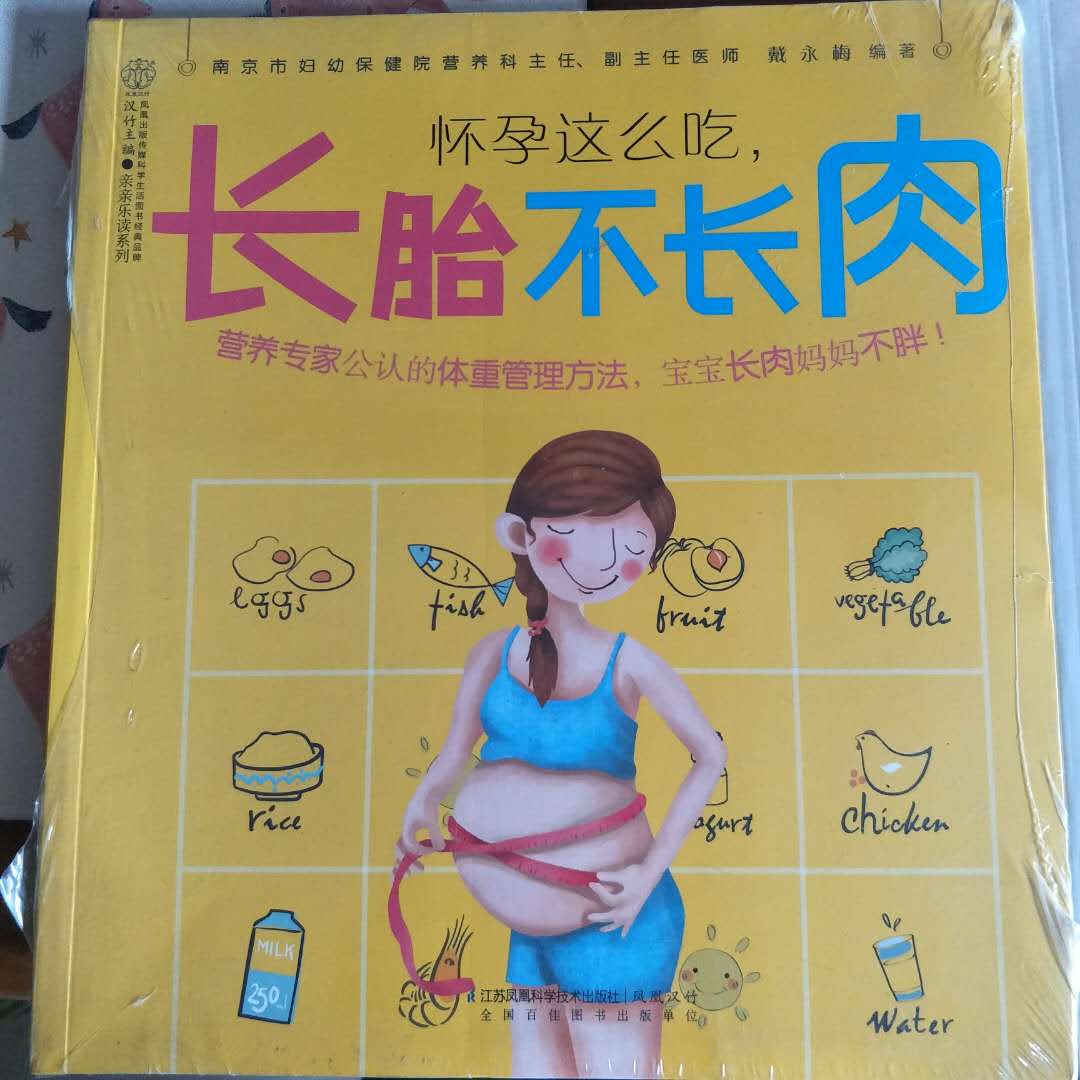 南京市妇幼保健院营养科主任、副主任医师 戴永梅编著
凤凰汉竹
汉竹主编●亲亲乐读系列
凤凰出版传媒科学生活图书经典品牌
怀孕这么吃,
长胎不长肉
营养专家公认的体重管理方法,宝宝长肉妈妈不胖!
eggs
fish
fruit
vegetable
rice
ogurt
chicken
MILK
250ml
Water
江苏凤凰科学技术出版社|凤凰汉竹
全国百佳图书出版单位